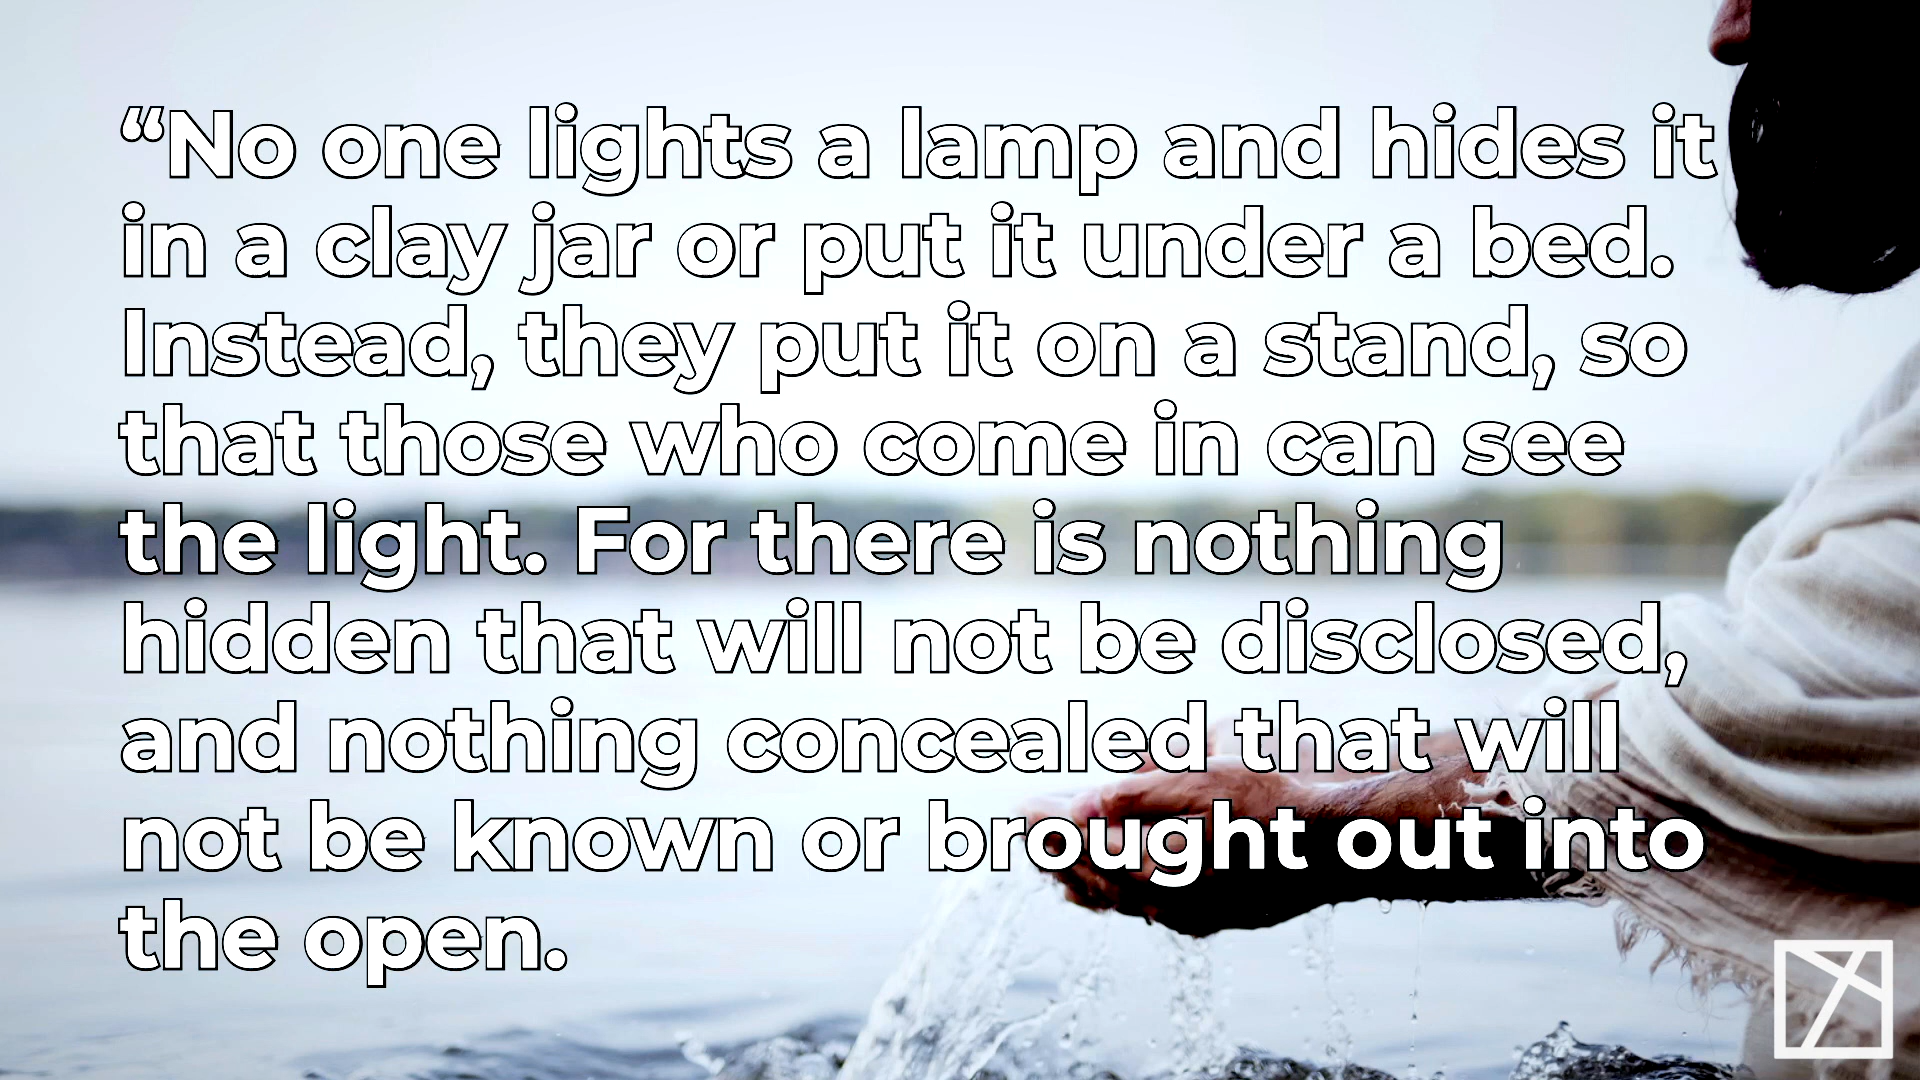 “No one lights a lamp and hides it
in a clay jar or put it under a bed.
Instead, they put it on a stand, so
that those who come in can see
the light. For there is nothing
hidden that will not be disclosed,
and nothing concealed that will
not be known or brought out into
the open.